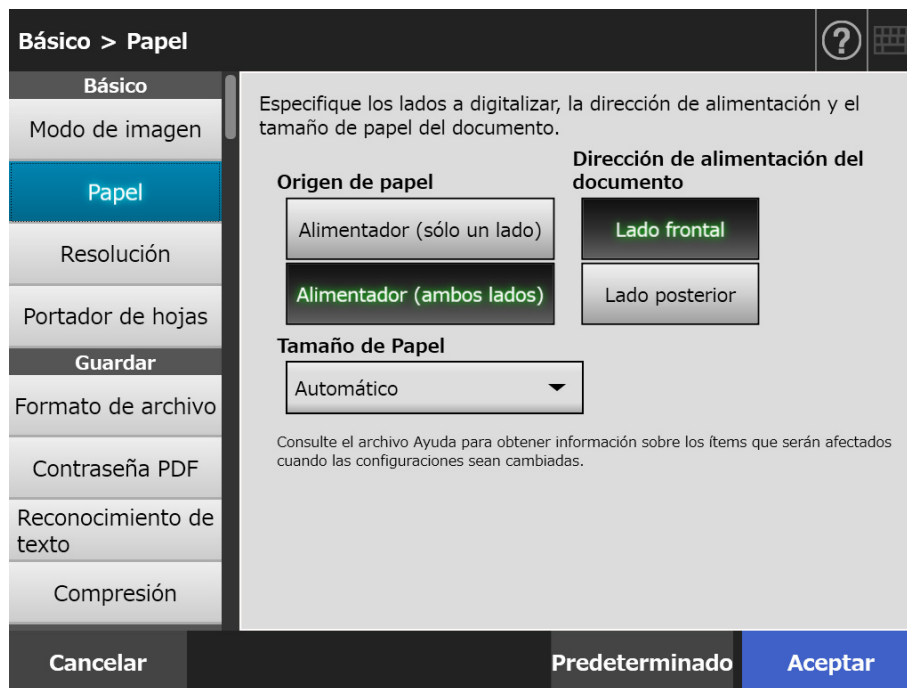 Básico > Papel
Básico
Modo de imagen
Papel
Resolución
Portador de hojas
Guardar
Formato de archivo
Contraseña PDF
Reconocimiento de
texto
Compresión
Especifique los lados a digitalizar, la dirección de alimentación y el
tamaño de papel del documento.
Origen de papel
Alimentador (sólo un lado)
Alimentador (ambos lados)
Dirección de alimentación del
documento
Lado frontal
Lado posterior
Tamaño de Papel
Automático
Consulte el archivo Ayuda para obtener información sobre los ítems que serán afectados
cuando las configuraciones sean cambiadas.
Cancelar
Predeterminado
Aceptar